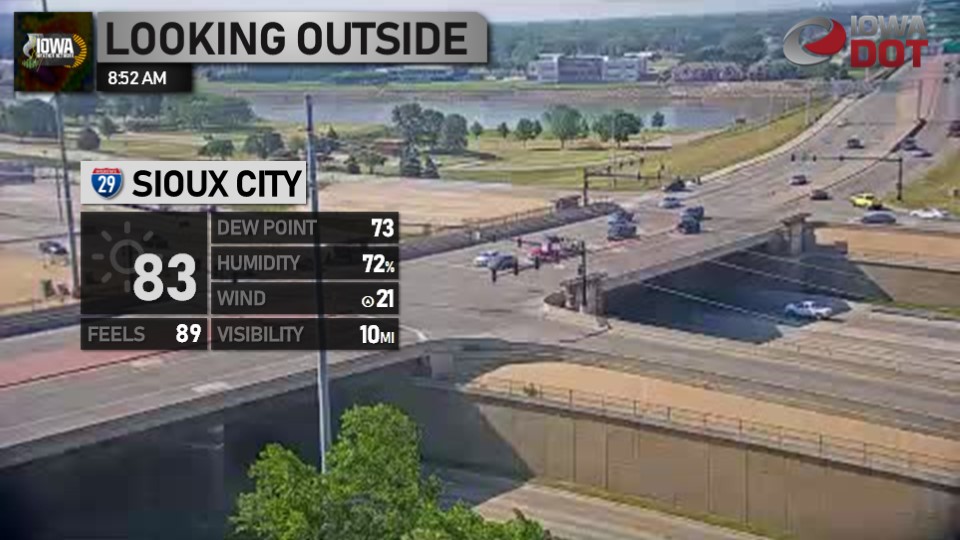 IOWA
LOOKING OUTSIDE
IOWA
DOT
8:52 AM
29
SIOUX CITY
83
FEELS 89
DEW POINT 73
HUMIDITY 72%
WIND 21
VISIBILITY 10MI